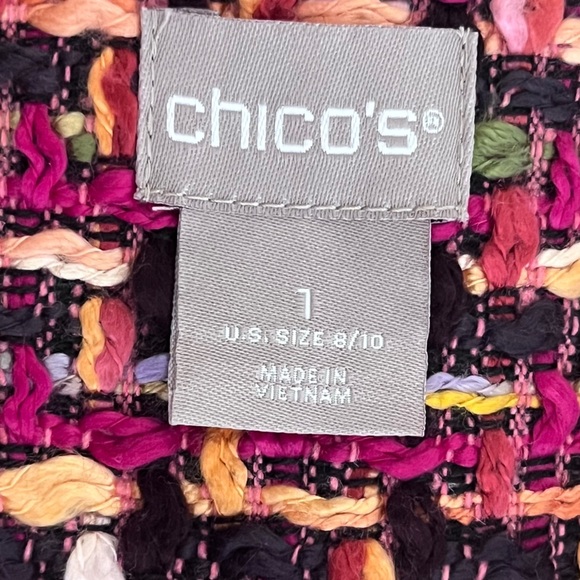 chico's®
1
U.S. SIZE 8/10
MADE IN
VIETNAM